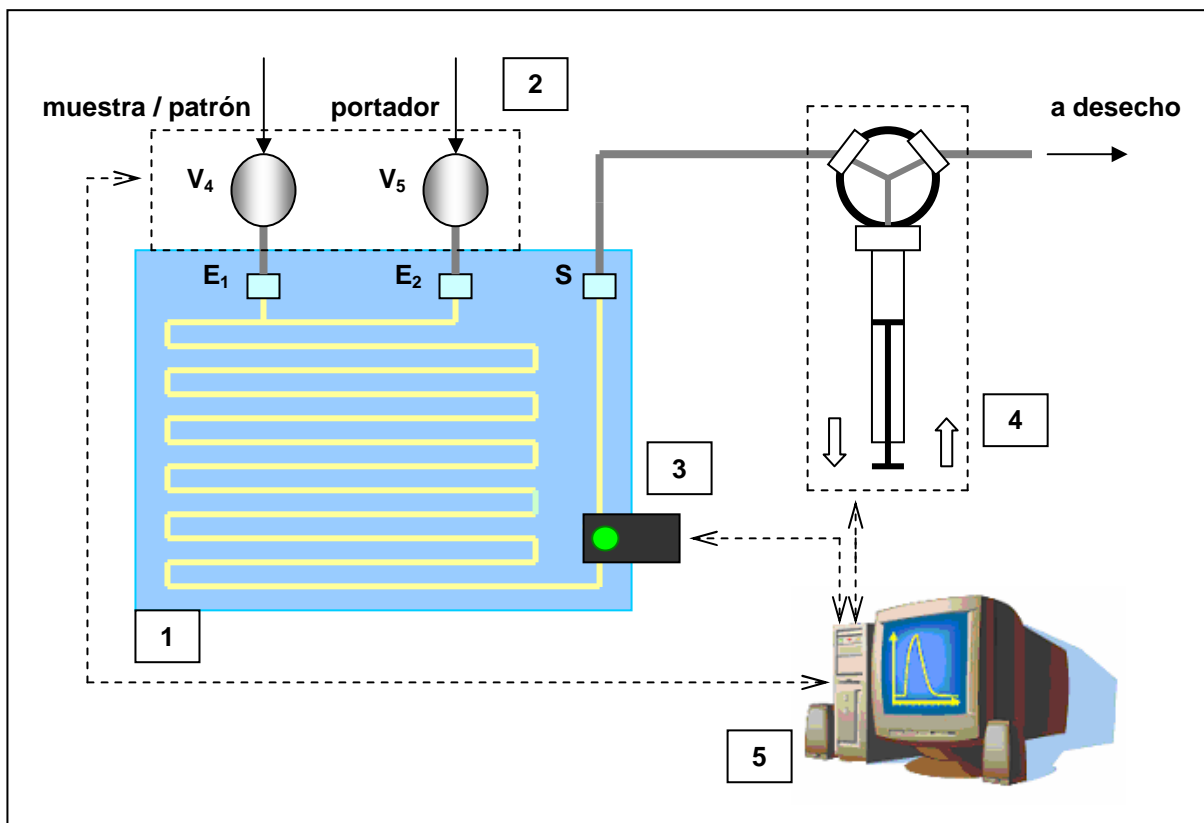 2
muestra / patrón
portador
a desecho
V₄
V₅
E₁
E₂
S
4
3
1
5